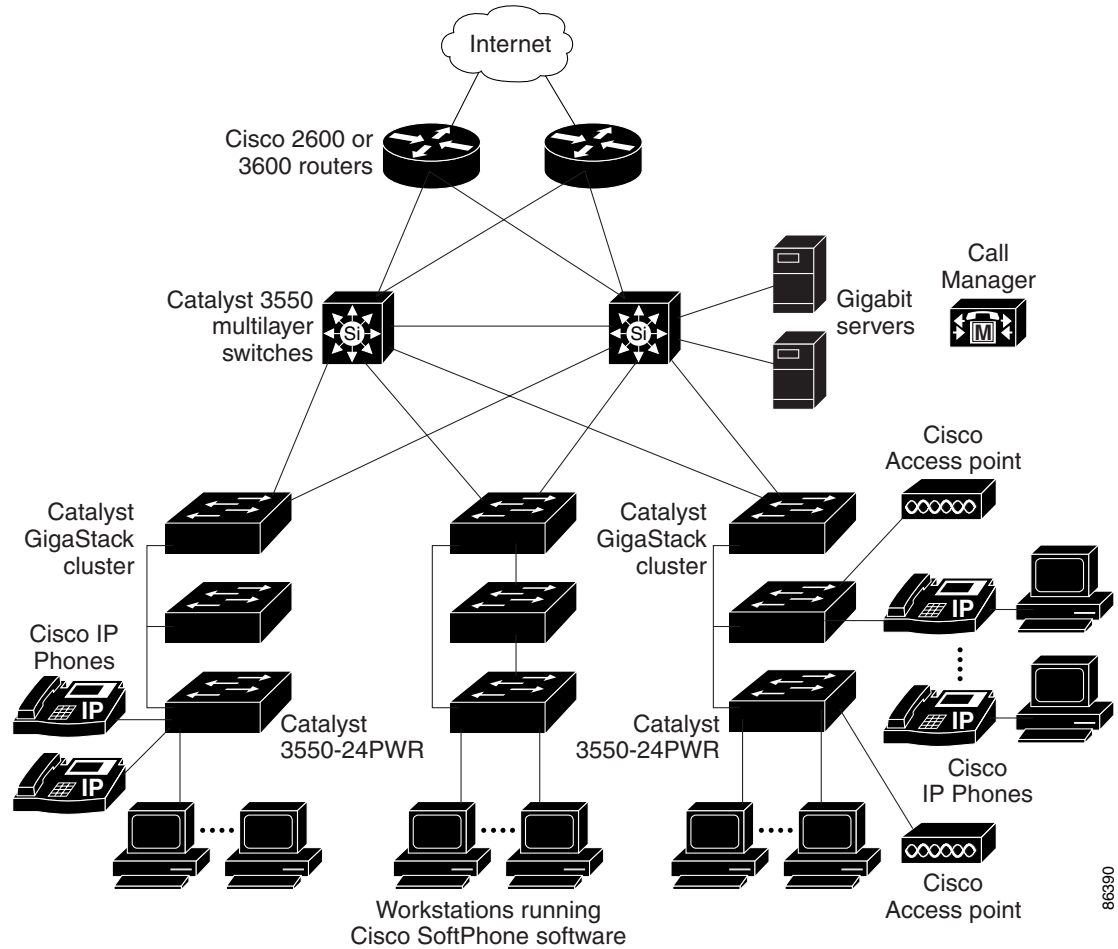 Internet
Cisco 2600 or
3600 routers
Catalyst 3550
multilayer
switches
Si
Si
Gigabit
servers
Call
Manager
M
Cisco
Access point
Catalyst
GigaStack
cluster
Catalyst
GigaStack
cluster
IP
IP
Cisco IP
Phones
IP
IP
Catalyst
3550-24PWR
Catalyst
3550-24PWR
Cisco
IP Phones
Workstations running
Cisco SoftPhone software
Cisco
Access point
86390